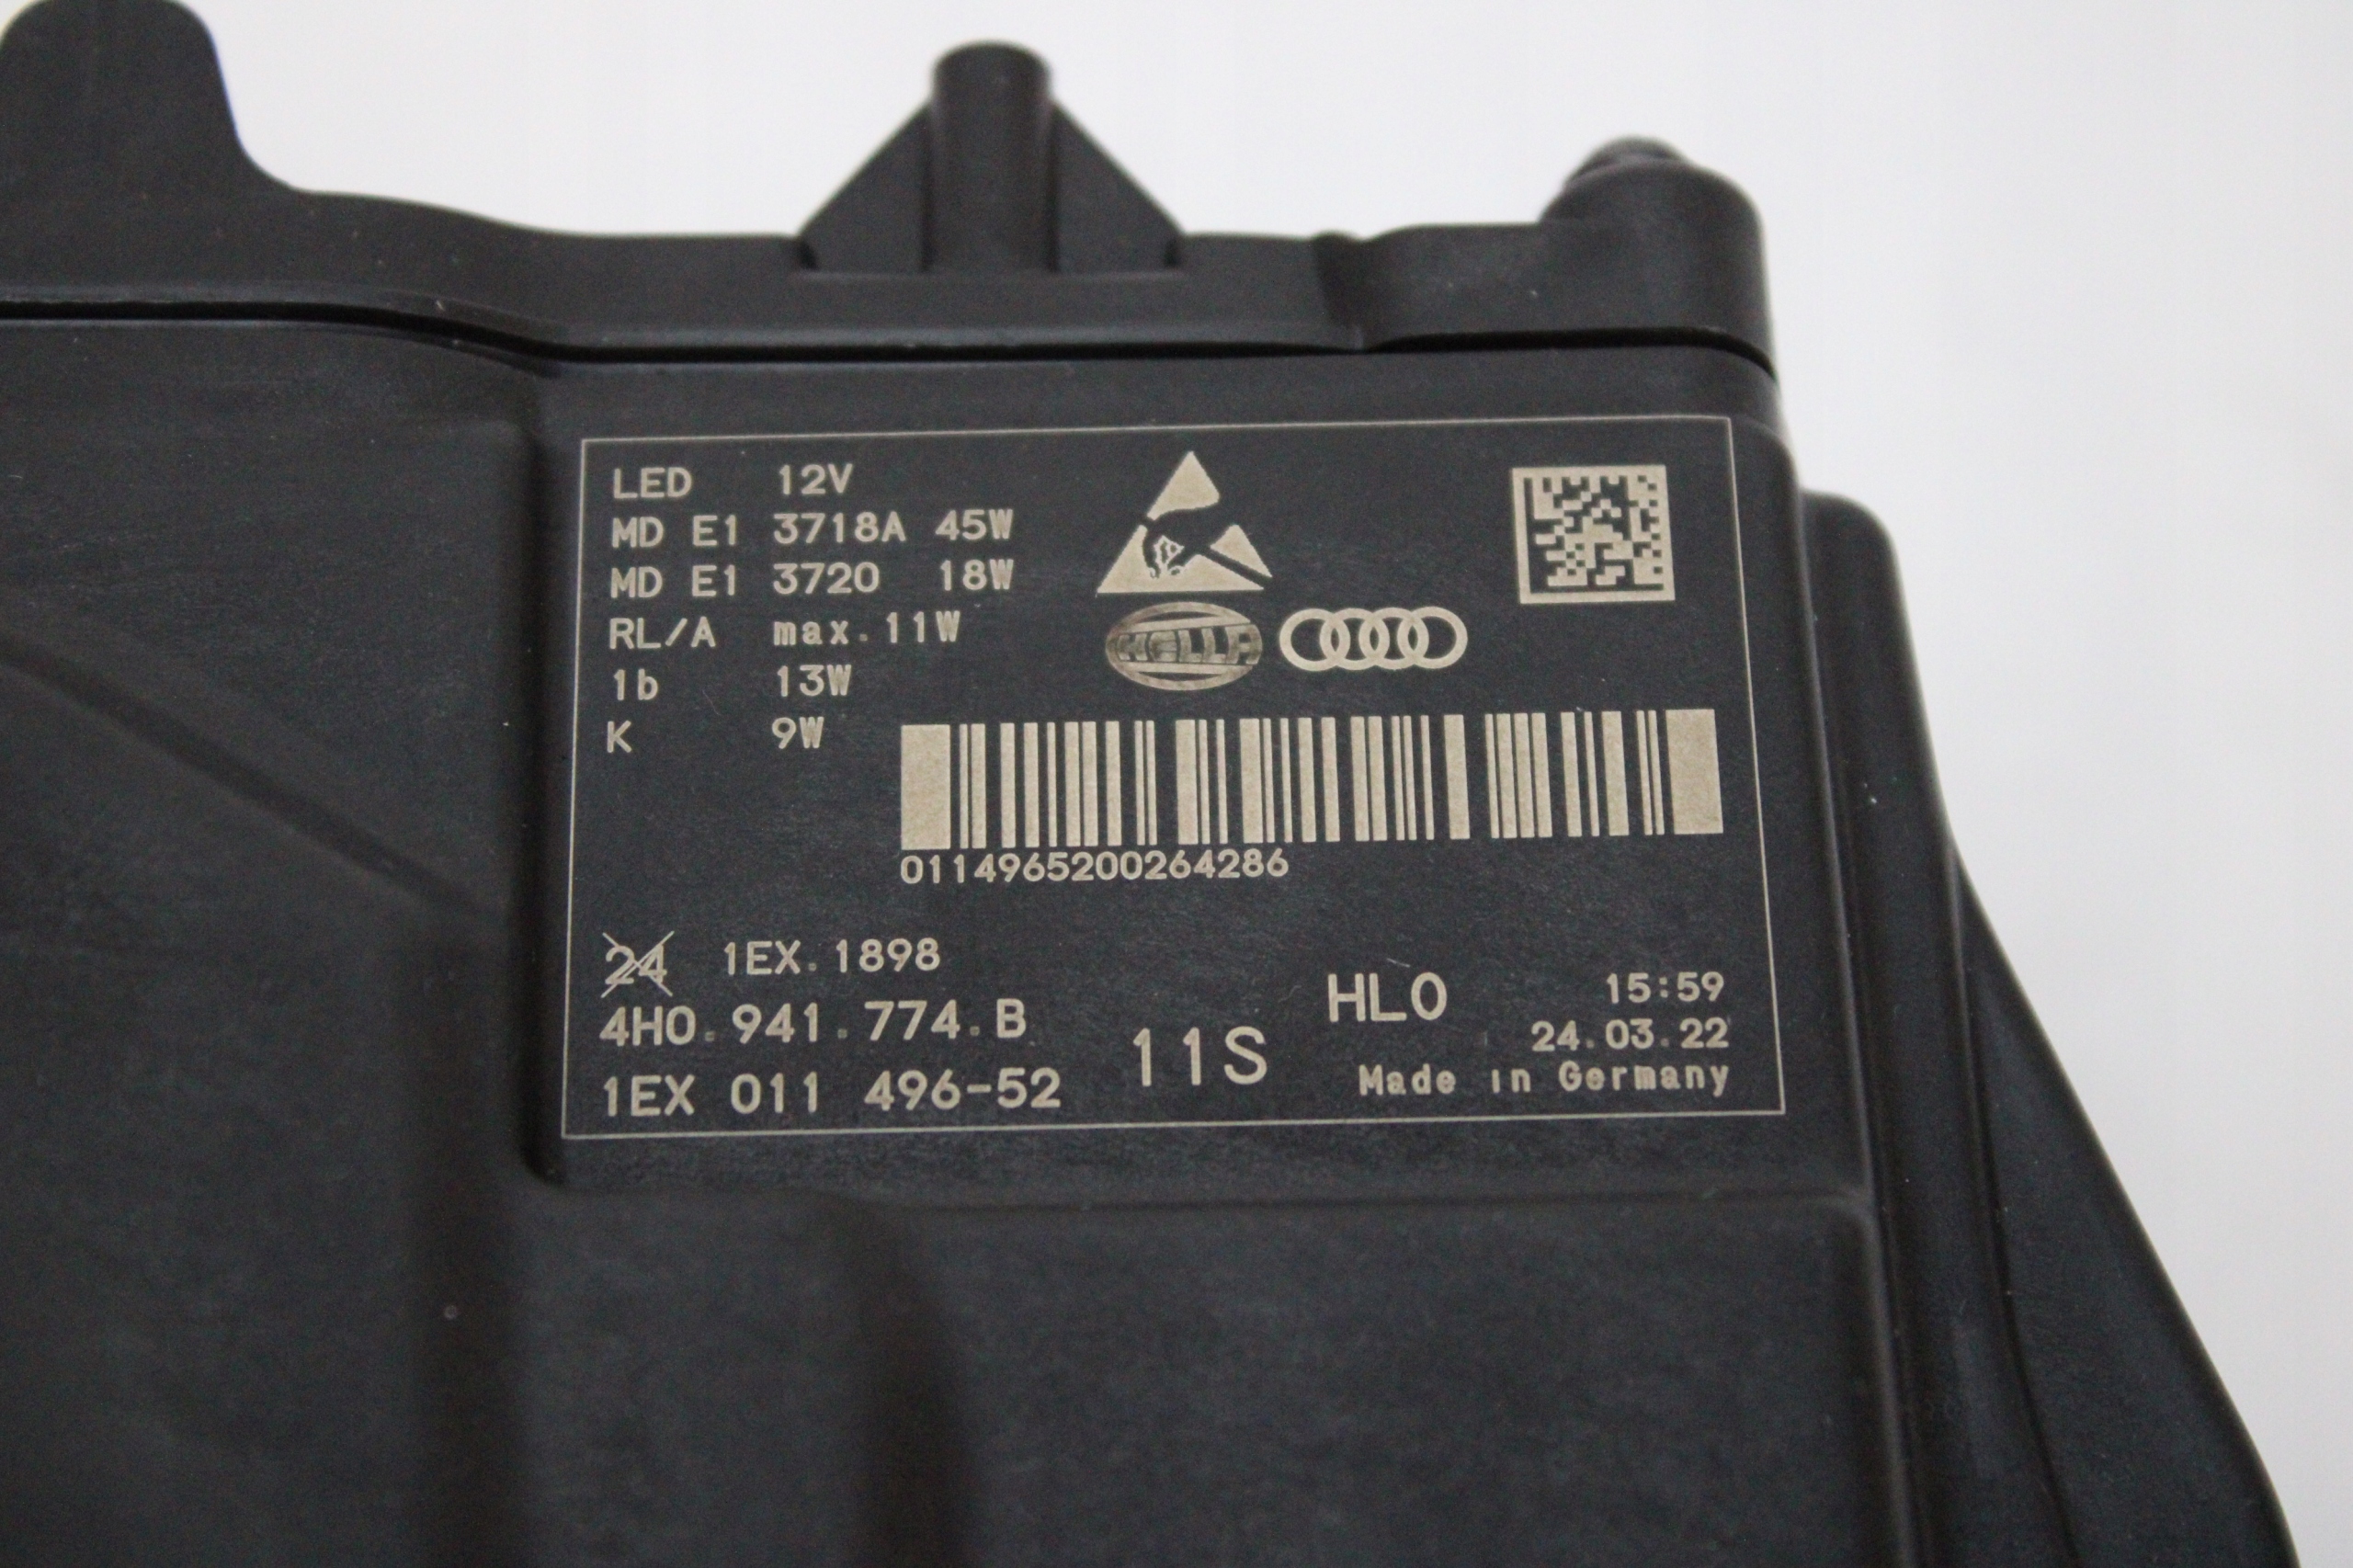 LED 12V
MD E1 3718A 45W
MD E1 3720 18W
RL/A max.11W
1b 13W
K 9W
HELLA
0114965200264286
24 1EX.1898
4H0.941.774.B
1EX 011 496-52
11S
HL0
15:59
24.03.22
Made in Germany